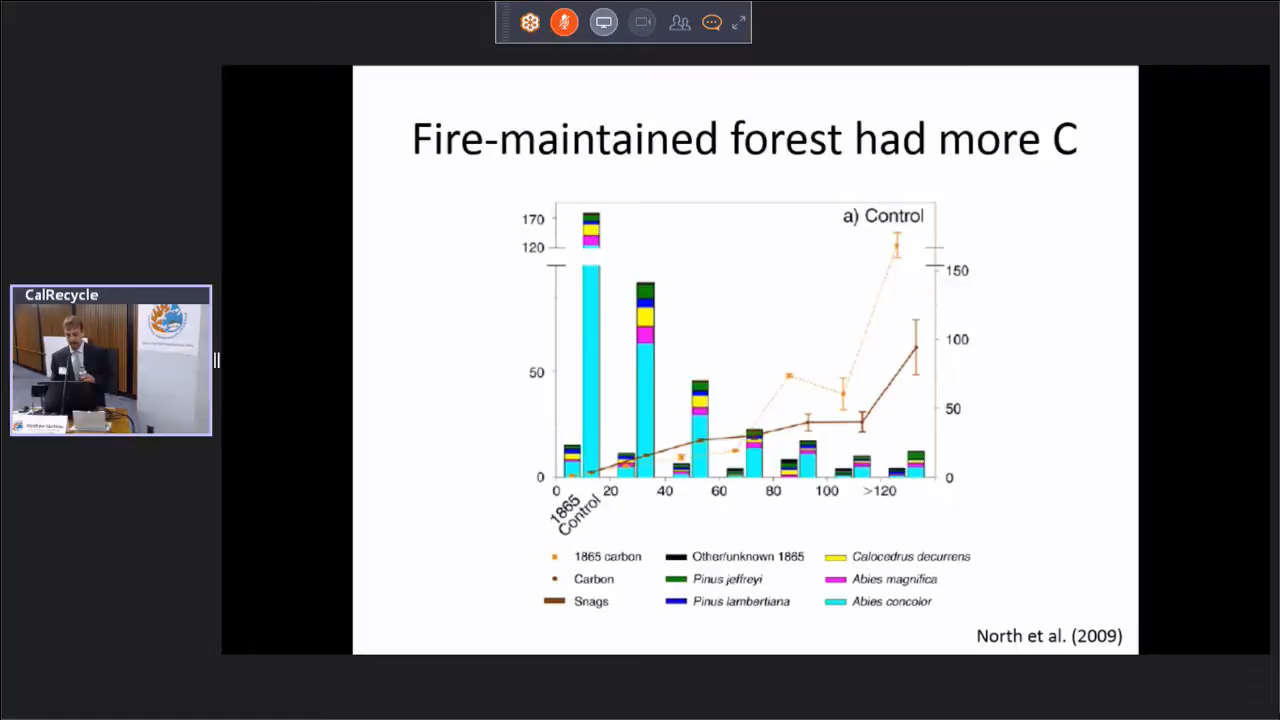 Fire-maintained forest had more C
a) Control
170
120
50
0
150
100
50
0
0 20 40 60 80 100 >120
1865
Control
CalRecycle
1865 carbon
Other/unknown 1865
Calocedrus decurrens
Carbon
Pinus jeffreyi
Abies magnifica
Snags
Pinus lambertiana
Abies concolor
North et al. (2009)